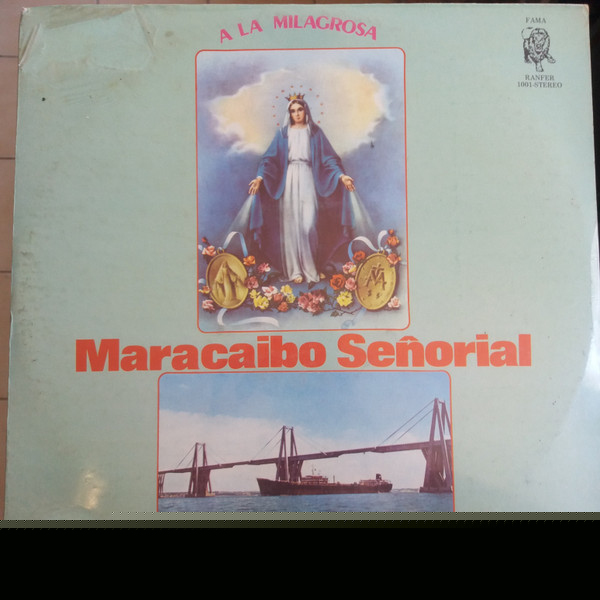 A LA MILAGROSA
FAMA
RANFER
1001-STEREO
Maracaibo Señorial